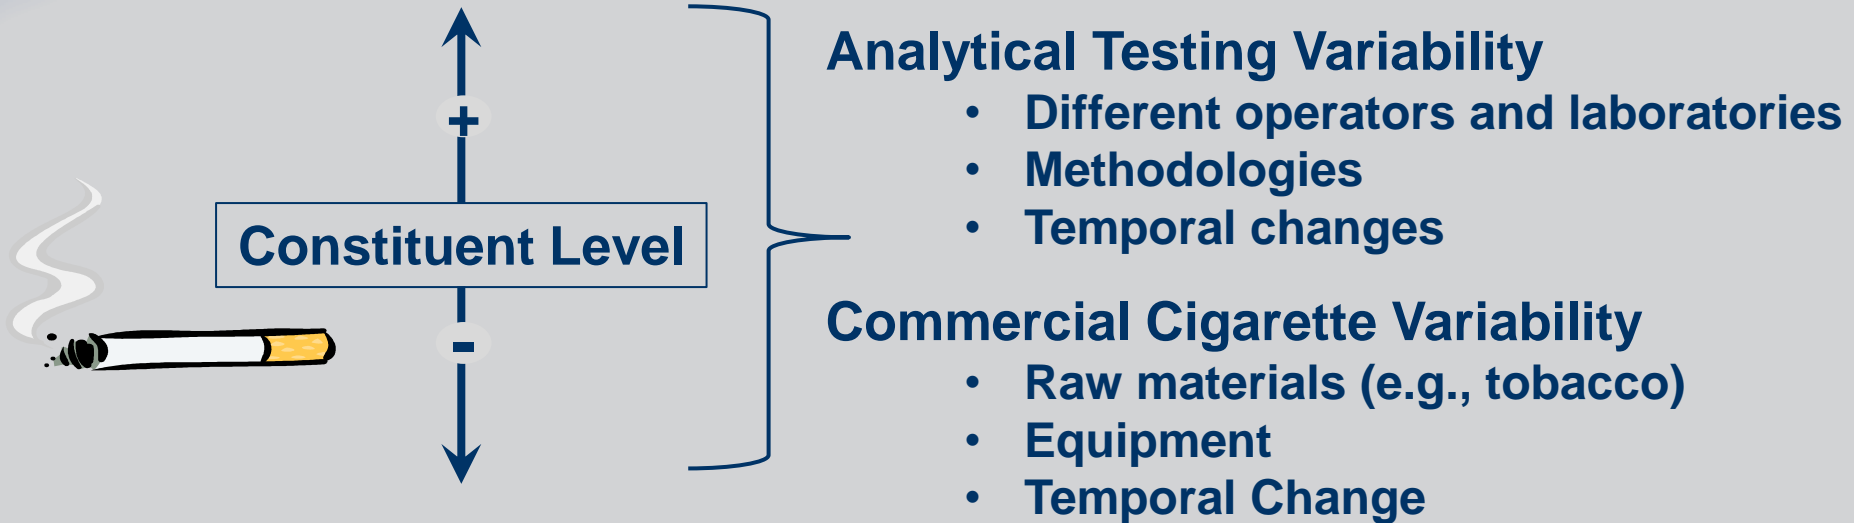 +
Constituent Level
-
Analytical Testing Variability
• Different operators and laboratories
• Methodologies
• Temporal changes
Commercial Cigarette Variability
• Raw materials (e.g., tobacco)
• Equipment
• Temporal Change